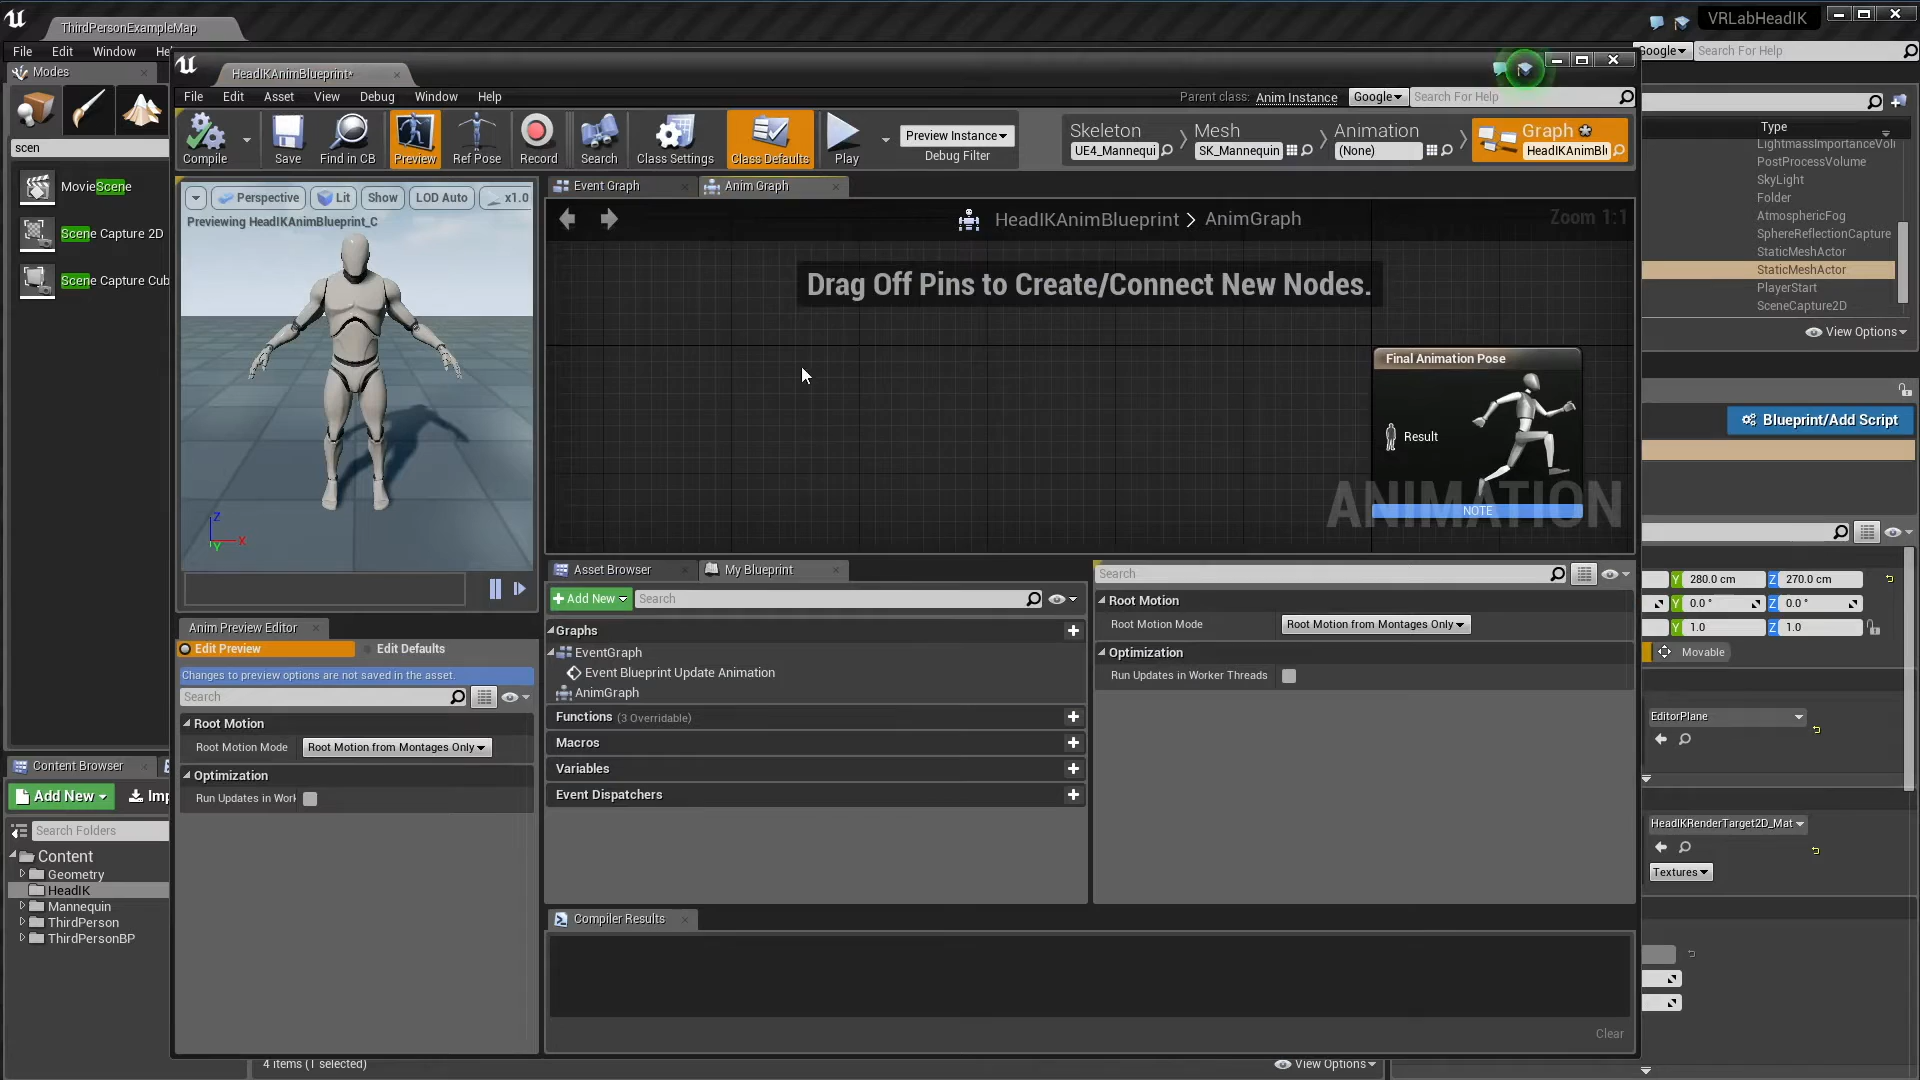 ThirdPersonExampleMap
VRLabHeadIK
File Edit Window
Google Search For Help
Modes
scen
MovieScene
Scene Capture 2D
Scene Capture Cub
HeadIKAnimBlueprint*
File Edit Asset View Debug Window Help
Parent class: Anim Instance Google Search For Help
Compile Save Find in CB Preview Ref Pose Record Search Class Settings Class Defaults Play
Preview Instance
Debug Filter
Skeleton Mesh Animation Graph
UE4_Mannequi SK_Mannequin (None) HeadIKAnimBl
Perspective Lit Show LOD Auto x1.0
Previewing HeadIKAnimBlueprint_C
Z
X
Y
Event Graph Anim Graph
HeadIKAnimBlueprint > AnimGraph
Zoom 1:1
Drag Off Pins to Create/Connect New Nodes.
Final Animation Pose
Result
ANIMATION
NOTE
Anim Preview Editor
Edit Preview Edit Defaults
Changes to preview options are not saved in the asset.
Search
Root Motion
Root Motion Mode Root Motion from Montages Only
Optimization
Run Updates in Work
Asset Browser My Blueprint
Add New Search
Graphs
EventGraph
Event Blueprint Update Animation
AnimGraph
Functions (3 Overridable)
Macros
Variables
Event Dispatchers
Search
Root Motion
Root Motion Mode Root Motion from Montages Only
Optimization
Run Updates in Worker Threads
Compiler Results
Clear
Type
LightmassImportanceVolu
PostProcessVolume
SkyLight
Folder
AtmosphericFog
SphereReflectionCapture
StaticMeshActor
StaticMeshActor
PlayerStart
SceneCapture2D
View Options
Blueprint/Add Script
Y 280.0 cm Z 270.0 cm
Y 0.0 ° Z 0.0 °
Y 1.0 Z 1.0
Movable
EditorPlane
HeadIKRenderTarget2D_Mat
Textures
Content Browser
Add New Imp
Search Folders
Content
Geometry
HeadIK
Mannequin
ThirdPerson
ThirdPersonBP
4 items (1 selected)
View Options